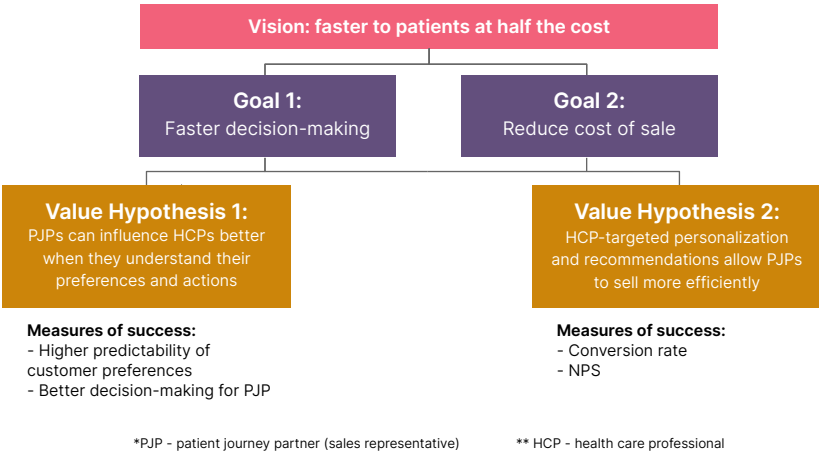 Vision: faster to patients at half the cost
Goal 1:
Faster decision-making
Goal 2:
Reduce cost of sale
Value Hypothesis 1:
PJPs can influence HCPs better
when they understand their
preferences and actions
Value Hypothesis 2:
HCP-targeted personalization
and recommendations allow PJPs
to sell more efficiently
Measures of success:
- Higher predictability of
customer preferences
- Better decision-making for PJP
Measures of success:
- Conversion rate
- NPS
*PJP - patient journey partner (sales representative)
** HCP - health care professional